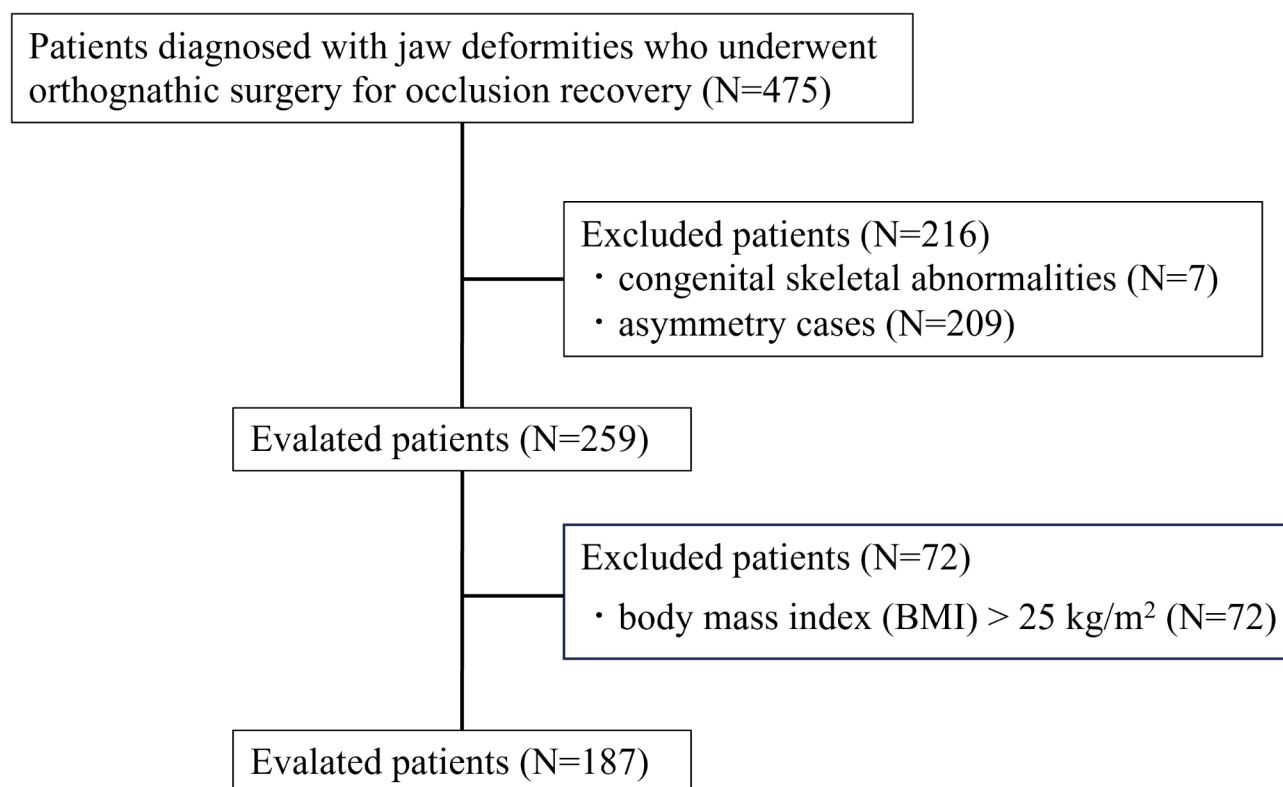 Patients diagnosed with jaw deformities who underwent
orthognathic surgery for occlusion recovery (N=475)
Excluded patients (N=216)
・congenital skeletal abnormalities (N=7)
・asymmetry cases (N=209)
Evalated patients (N=259)
Excluded patients (N=72)
・body mass index (BMI) > 25 kg/m² (N=72)
Evalated patients (N=187)